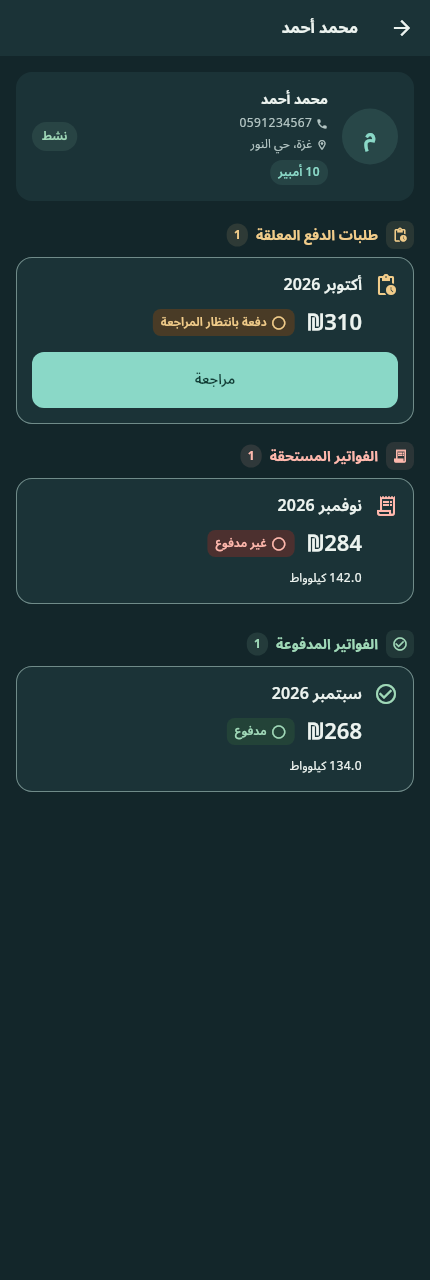 محمد أحمد
م
محمد أحمد
0591234567
غزة، حي النور
10 أمبير
نشط
طلبات الدفع المعلقة 1
أكتوبر 2026
₪310 دفعة بانتظار المراجعة
مراجعة
الفواتير المستحقة 1
نوفمبر 2026
₪284 غير مدفوع
142.0 كيلوواط
الفواتير المدفوعة 1
سبتمبر 2026
₪268 مدفوع
134.0 كيلوواط